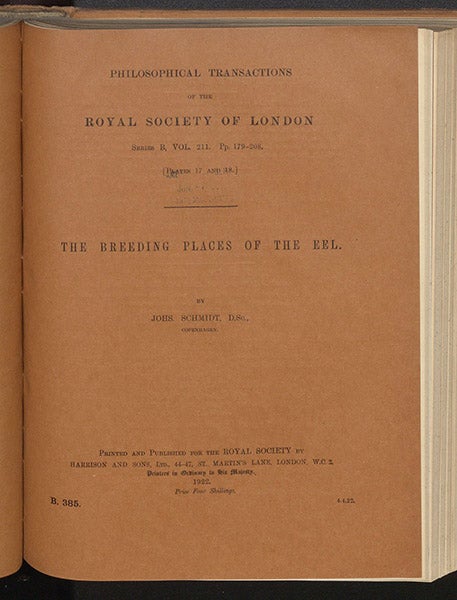 PHILOSOPHICAL TRANSACTIONS
OF THE
ROYAL SOCIETY OF LONDON
SERIES B, VOL. 211. Pp. 179-208.
(PLATES 17 AND 18.)
THE BREEDING PLACES OF THE EEL.
BY
JOHS. SCHMIDT, D.Sc.,
COPENHAGEN.
PRINTED AND PUBLISHED FOR THE ROYAL SOCIETY BY
HARRISON AND SONS, LTD., 44-47, ST. MARTIN'S LANE, LONDON, W.C. 2,
Printers in Ordinary to His Majesty.
1922.
Price Four Shillings.
B. 385.
4.4.22.